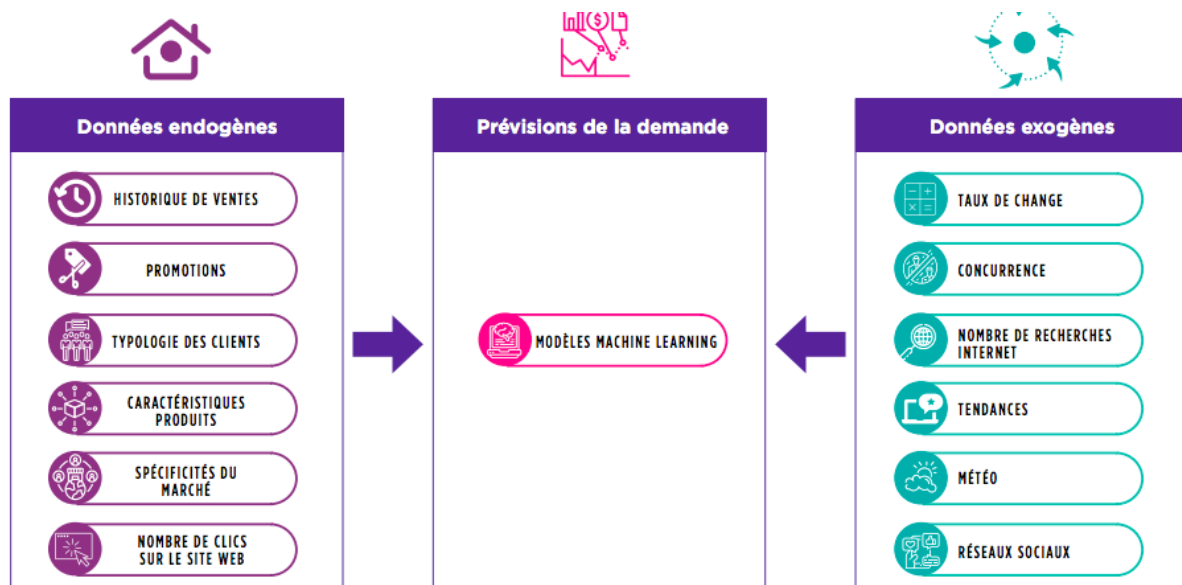 Données endogènes
HISTORIQUE DE VENTES
PROMOTIONS
TYPOLOGIE DES CLIENTS
CARACTÉRISTIQUES
PRODUITS
SPÉCIFICITÉS DU
MARCHÉ
NOMBRE DE CLICS
SUR LE SITE WEB
Prévisions de la demande
MODÈLES MACHINE LEARNING
Données exogènes
TAUX DE CHANGE
CONCURRENCE
NOMBRE DE RECHERCHES
INTERNET
TENDANCES
MÉTÉO
RÉSEAUX SOCIAUX